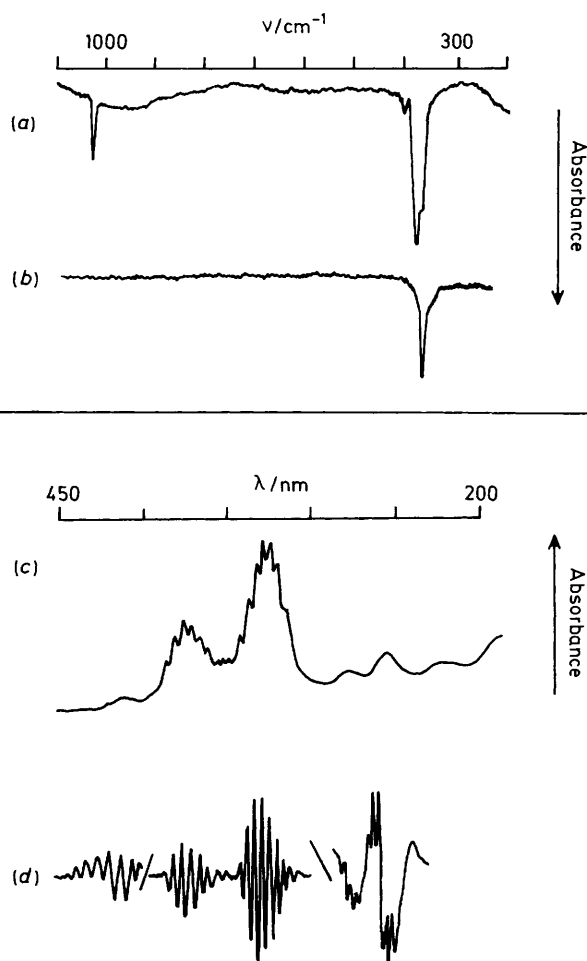 ν/cm⁻¹
1000 300
(a)
Absorbance
(b)
λ/nm
450 200
(c)
Absorbance
(d)